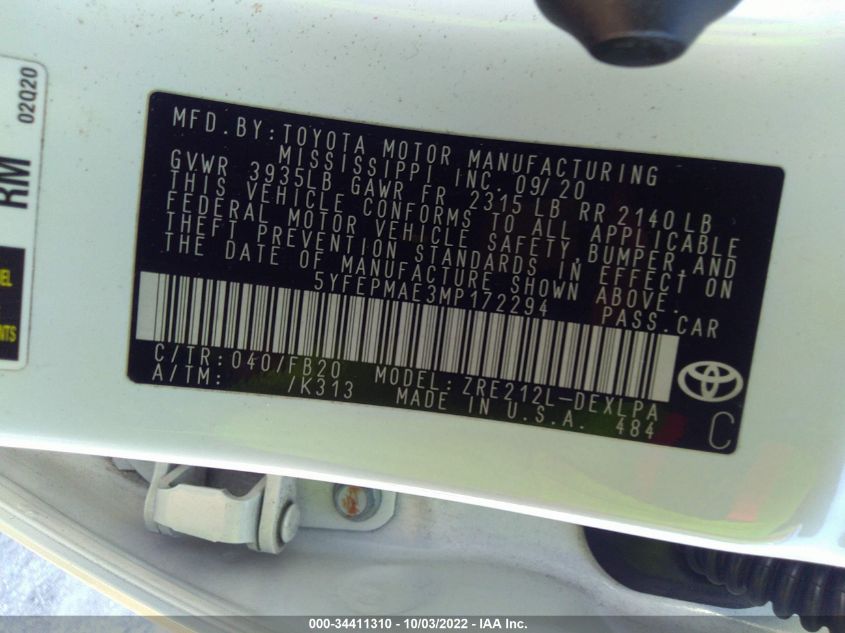 02Q20
RM
EL
NTS
MFD.BY:TOYOTA MOTOR MANUFACTURING
MISSISSIPPI INC. 09/20
GVWR 3935LB GAWR FR 2315 LB RR 2140LB
THIS VEHICLE CONFORMS TO ALL APPLICABLE
FEDERAL MOTOR VEHICLE SAFETY,BUMPER,AND
THEFT PREVENTION STANDARDS IN EFFECT ON
THE DATE OF MANUFACTURE SHOWN ABOVE.
5YFEPMAE3MP172294 PASS.CAR
C/TR:040/FB20 MODEL:ZRE212L-DEXLPA
A/TM: /K313 MADE IN U.S.A. 484
C
000-34411310 - 10/03/2022 - IAA Inc.